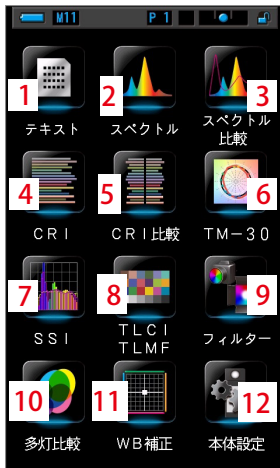 M11 P 1
1 2 3
テキスト スペクトル スペクトル
比較
4 5 6
CRI CRI比較 TM-30
7 8 9
SSI TLCI フィルター
TLMF
10 11 12
多灯比較 WB補正 本体設定